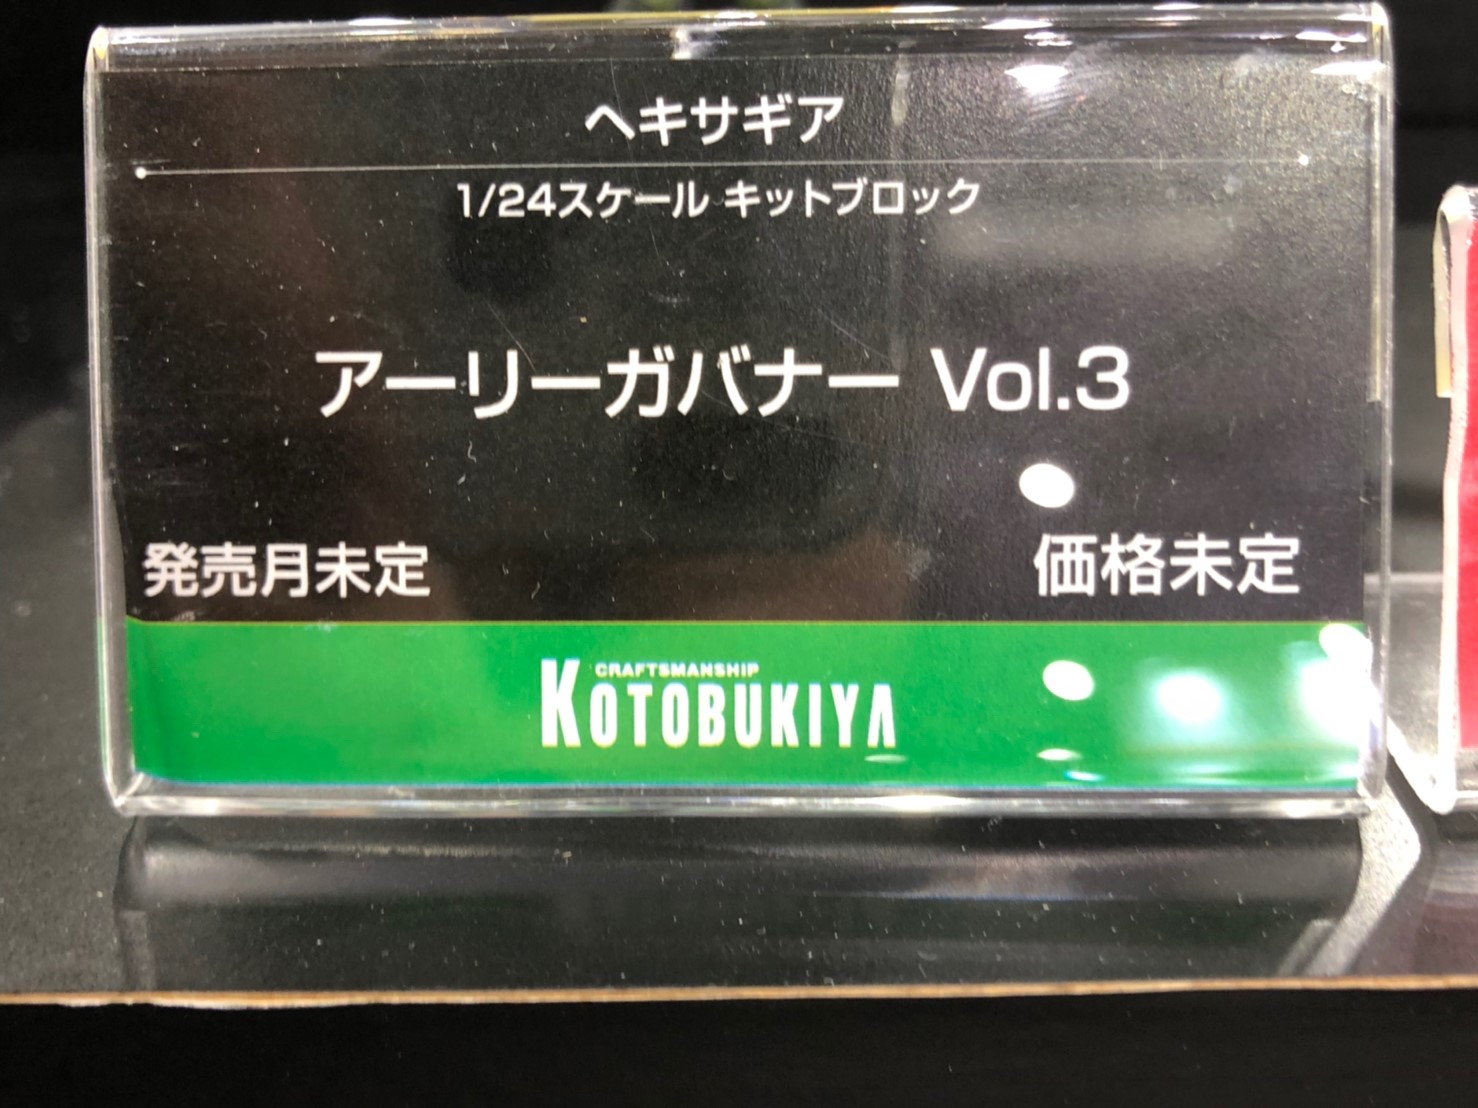 ヘキサギア
1/24スケール キットブロック
アーリーガバナー Vol.3
発売月未定 価格未定
CRAFTSMANSHIP
KOTOBUKIYA